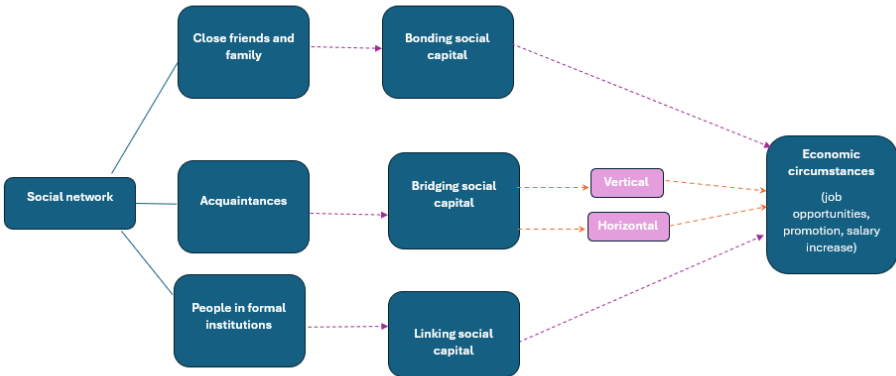 Close friends and
family
Bonding social
capital
Social network
Acquaintances
Bridging social
capital
Vertical
Horizontal
Economic
circumstances
(job
opportunities,
promotion, salary
increase)
People in formal
institutions
Linking social
capital